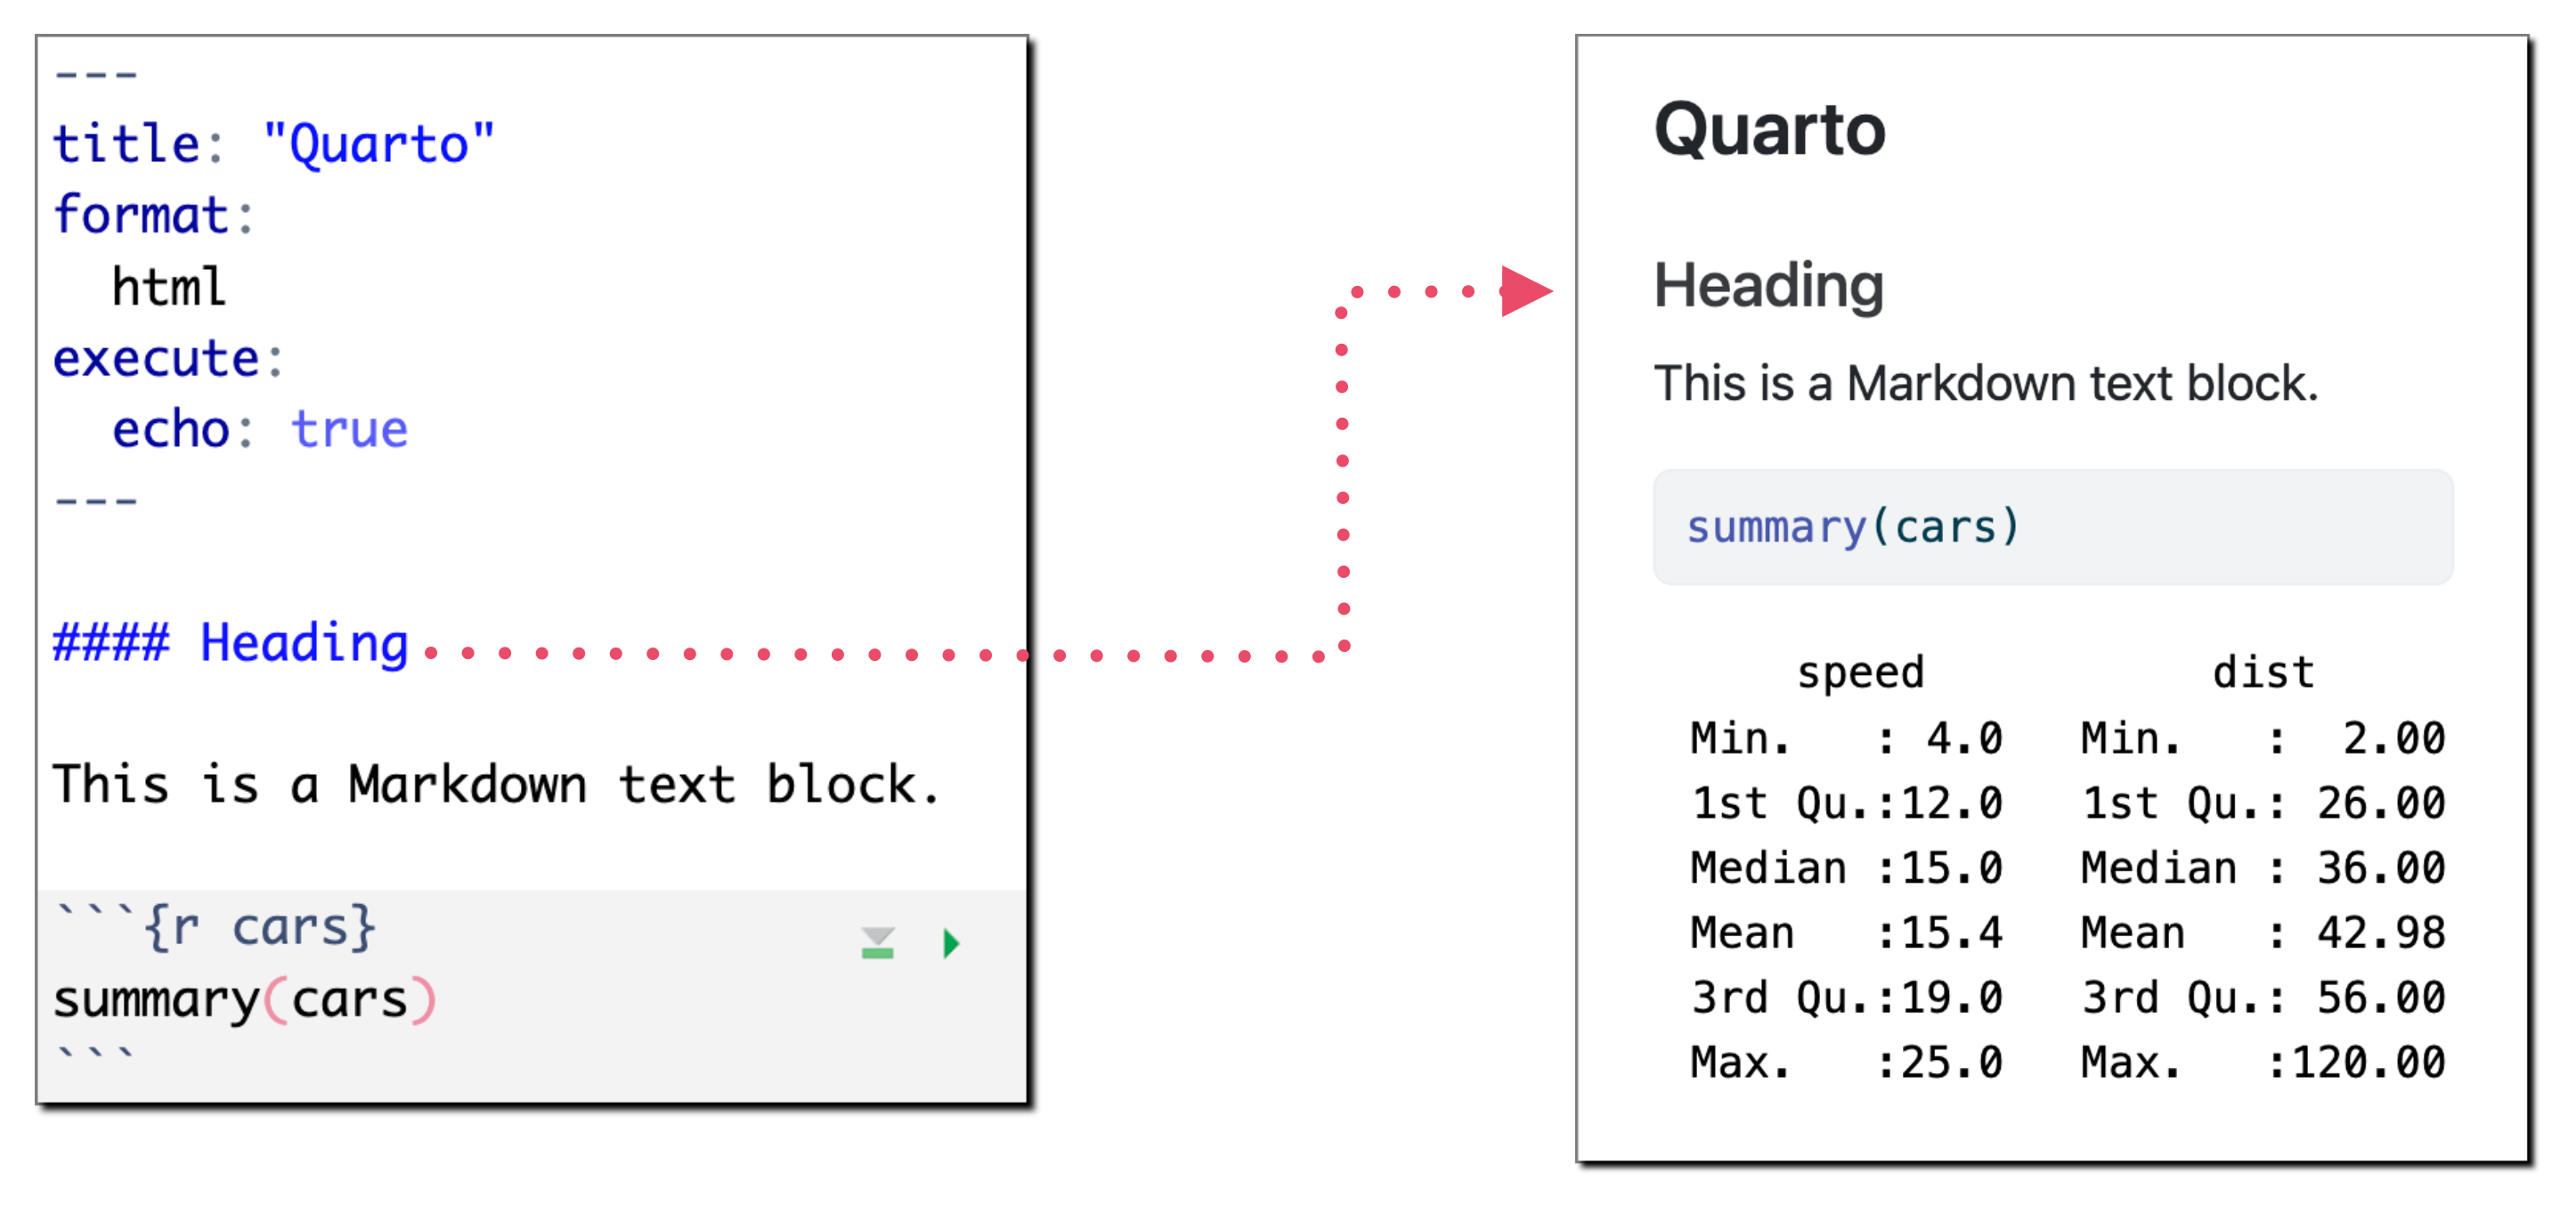 ---
title: "Quarto"
format:
  html
execute:
  echo: true
---
#### Heading
This is a Markdown text block.
```{r cars}
summary(cars)
```
Quarto
Heading
This is a Markdown text block.
summary(cars)
speed dist
Min.   : 4.0   Min.   :  2.00
1st Qu.:12.0   1st Qu.: 26.00
Median :15.0   Median : 36.00
Mean   :15.4   Mean   : 42.98
3rd Qu.:19.0   3rd Qu.: 56.00
Max.   :25.0   Max.   :120.00